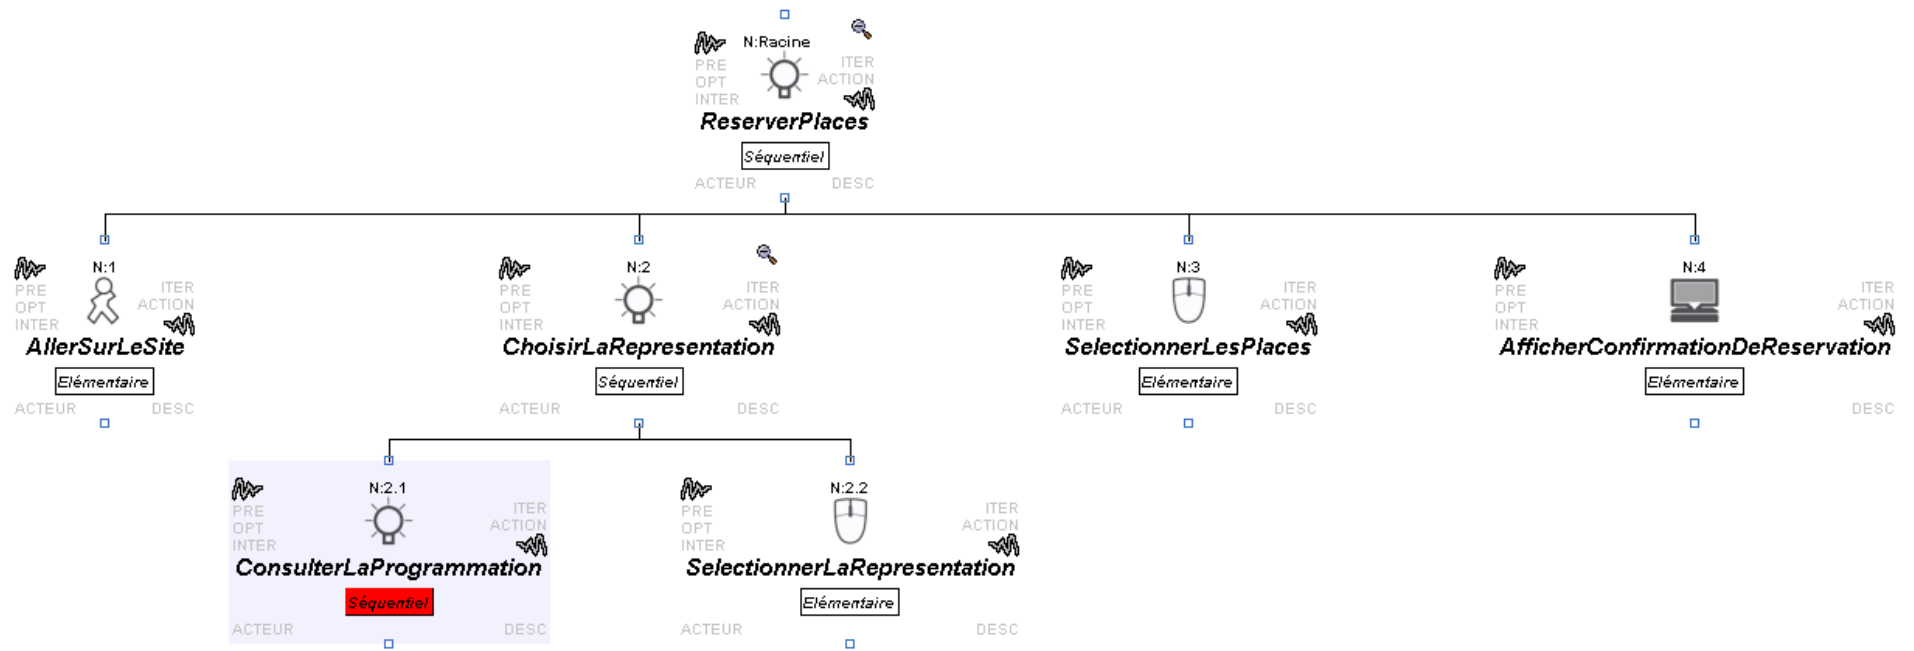 N:Racine
PRE
OPT
INTER
ITER
ACTION
ReserverPlaces
Séquentiel
ACTEUR DESC
N:1
PRE
OPT
INTER
ITER
ACTION
AllerSurLeSite
Elémentaire
ACTEUR DESC
N:2
PRE
OPT
INTER
ITER
ACTION
ChoisirLaRepresentation
Séquentiel
ACTEUR DESC
N:3
PRE
OPT
INTER
ITER
ACTION
SelectionnerLesPlaces
Elémentaire
ACTEUR DESC
N:4
PRE
OPT
INTER
ITER
ACTION
AfficherConfirmationDeReservation
Elémentaire
ACTEUR DESC
N:2.1
PRE
OPT
INTER
ITER
ACTION
ConsulterLaProgrammation
Séquentiel
ACTEUR DESC
N:2.2
PRE
OPT
INTER
ITER
ACTION
SelectionnerLaRepresentation
Elémentaire
ACTEUR DESC